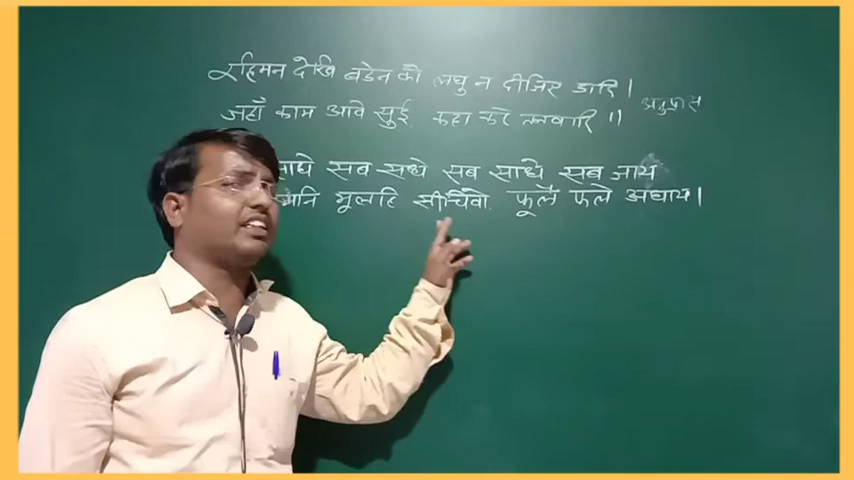 रहिमन देखि बडेन को लघु न दीजिए डारि ।
जहाँ काम आवे सुई कहा करे तलवारि ॥ अनुप्रास
साधे सब सधे सब साधे सब जाय
मूलहि सींचिवो फूले फले अघाय ।